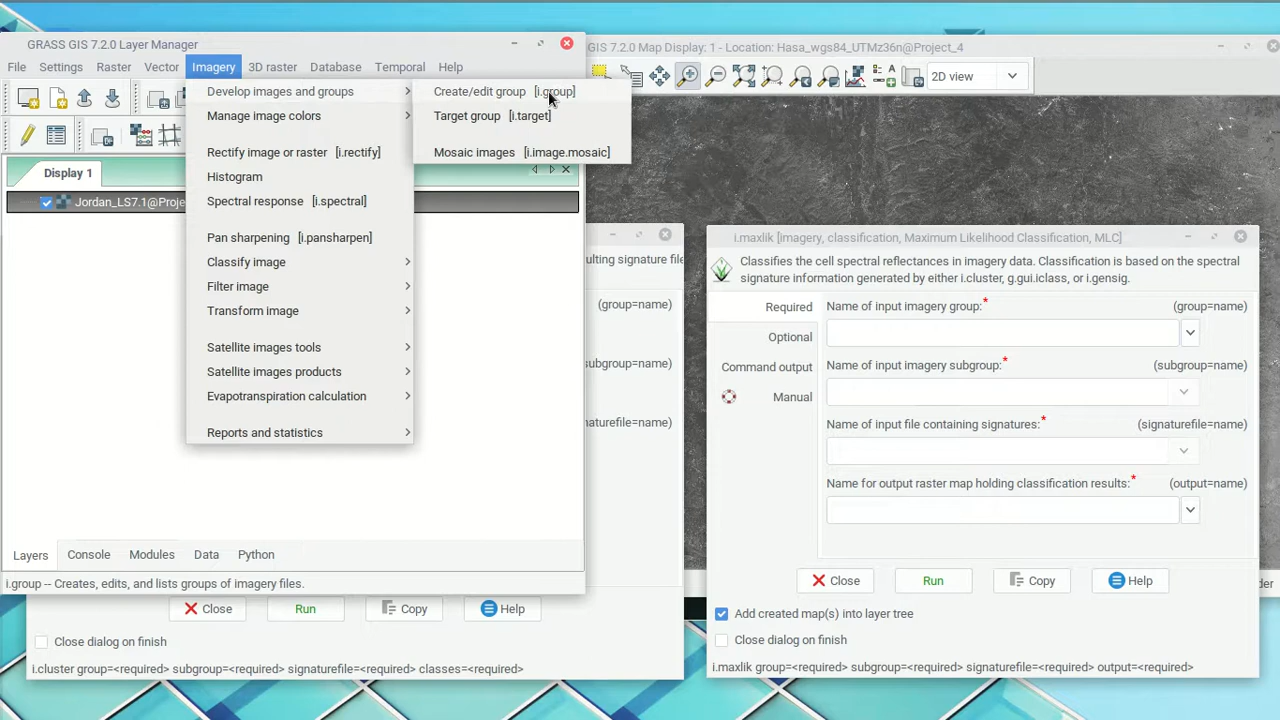 GRASS GIS 7.2.0 Layer Manager
File Settings Raster Vector Imagery 3D raster Database Temporal Help
Develop images and groups
Manage image colors
Rectify image or raster [i.rectify]
Histogram
Spectral response [i.spectral]
Pan sharpening [i.pansharpen]
Classify image
Filter image
Transform image
Satellite images tools
Satellite images products
Evapotranspiration calculation
Reports and statistics
Create/edit group [i.group]
Target group [i.target]
Mosaic images [i.image.mosaic]
Display 1
Jordan_LS7.1@Proje
Layers Console Modules Data Python
i.group -- Creates, edits, and lists groups of imagery files.
GIS 7.2.0 Map Display: 1 - Location: Hasa_wgs84_UTMz36n@Project_4
2D view
ulting signature file
(group=name)
subgroup=name)
naturefile=name)
Close Run Copy Help
Close dialog on finish
i.cluster group=<required> subgroup=<required> signaturefile=<required> classes=<required>
i.maxlik [imagery, classification, Maximum Likelihood Classification, MLC]
Classifies the cell spectral reflectances in imagery data. Classification is based on the spectral
signature information generated by either i.cluster, g.gui.iclass, or i.gensig.
Required
Optional
Command output
Manual
Name of input imagery group:* (group=name)
Name of input imagery subgroup:* (subgroup=name)
Name of input file containing signatures:* (signaturefile=name)
Name for output raster map holding classification results:* (output=name)
Close Run Copy Help
Add created map(s) into layer tree
Close dialog on finish
i.maxlik group=<required> subgroup=<required> signaturefile=<required> output=<required>
der